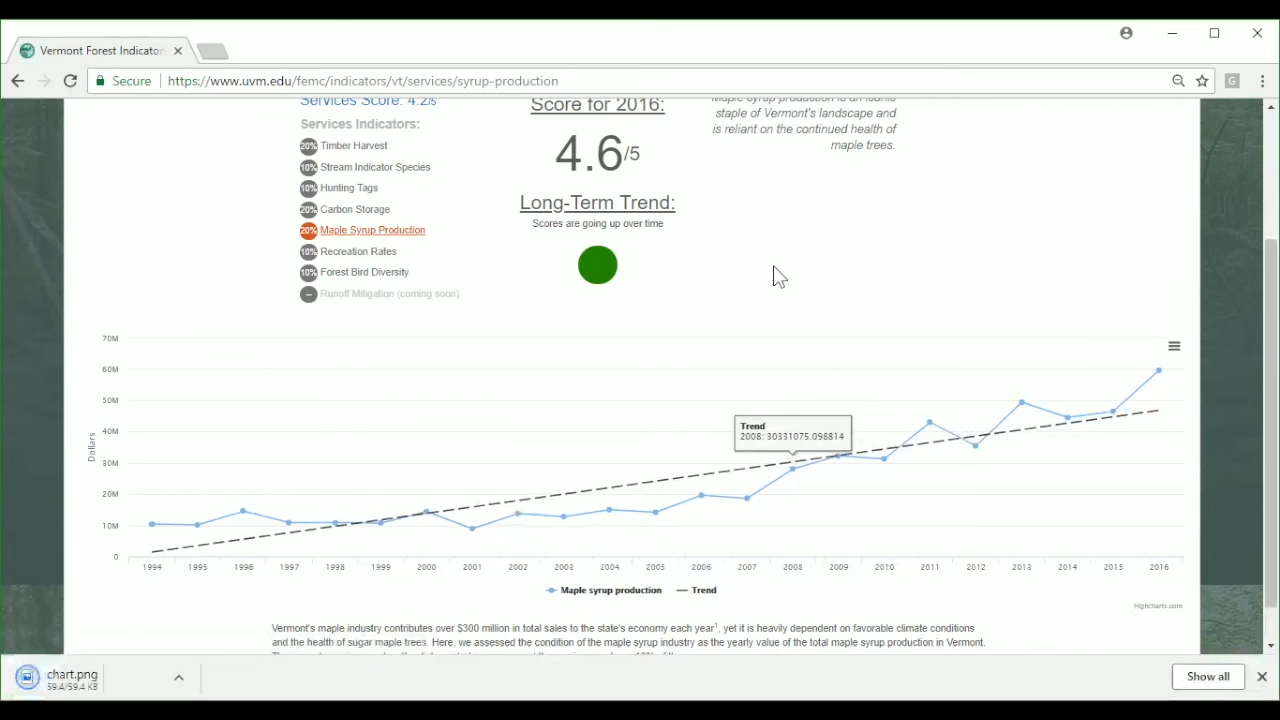 Vermont Forest Indicator
Secure
https://www.uvm.edu/femc/indicators/vt/services/syrup-production
G
Services Score: 4.2/5
Services Indicators:
20% Timber Harvest
10% Stream Indicator Species
10% Hunting Tags
20% Carbon Storage
20% Maple Syrup Production
10% Recreation Rates
10% Forest Bird Diversity
-- Runoff Mitigation (coming soon)
Score for 2016:
4.6/5
Long-Term Trend:
Scores are going up over time
Maple Syrup production is an iconic
staple of Vermont's landscape and
is reliant on the continued health of
maple trees.
70M
60M
50M
40M
30M
20M
10M
0
Dollars
Trend
2008: 30331075.098814
1994 1995 1996 1997 1998 1999 2000 2001 2002 2003 2004 2005 2006 2007 2008 2009 2010 2011 2012 2013 2014 2015 2016
Maple syrup production Trend
Highcharts.com
Vermont's maple industry contributes over $300 million in total sales to the state's economy each year1, yet it is heavily dependent on favorable climate conditions
and the health of sugar maple trees. Here, we assessed the condition of the maple syrup industry as the yearly value of the total maple syrup production in Vermont.
chart.png
59.4/59.4 KB
Show all